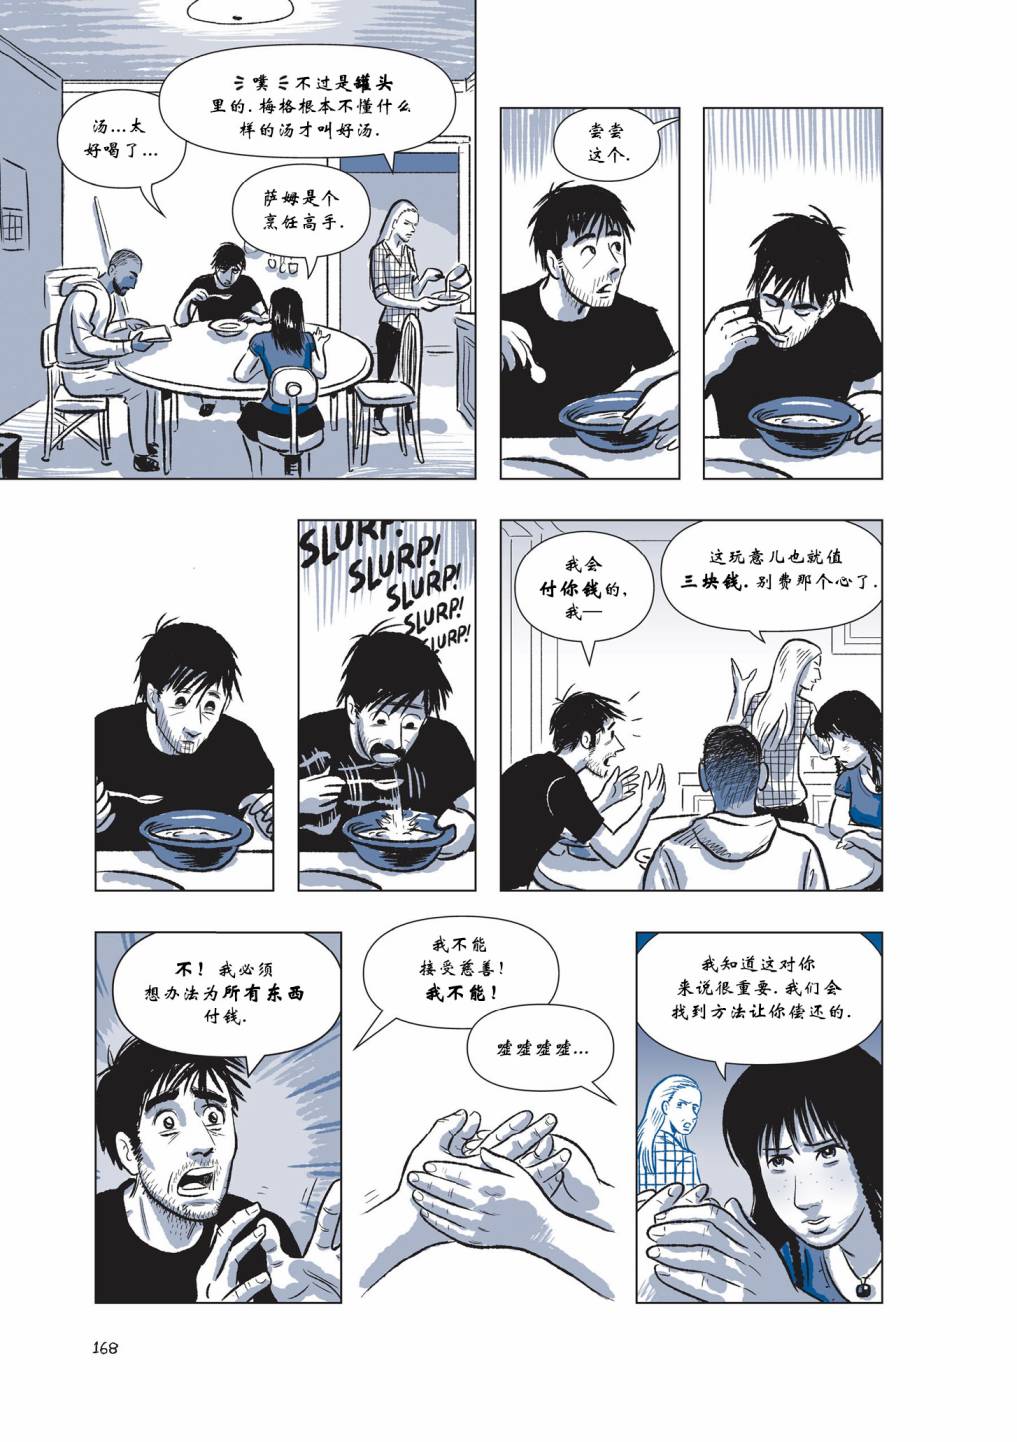 汤…太
好喝了…
噗 不过是罐头
里的.梅格根本不懂什么
样的汤才叫好汤.
萨姆是个
烹饪高手.
尝尝
这个.
SLURP!
SLURP!
SLURP!
SLURP!
SLURP!
我会
付你钱的,
我—
这玩意儿也就值
三块钱.别费那个心了.
不！我必须
想办法为所有东西
付钱.
我不能
接受慈善！
我不能！
嘘嘘嘘嘘…
我知道这对你
来说很重要.我们会
找到方法让你偿还的.
168